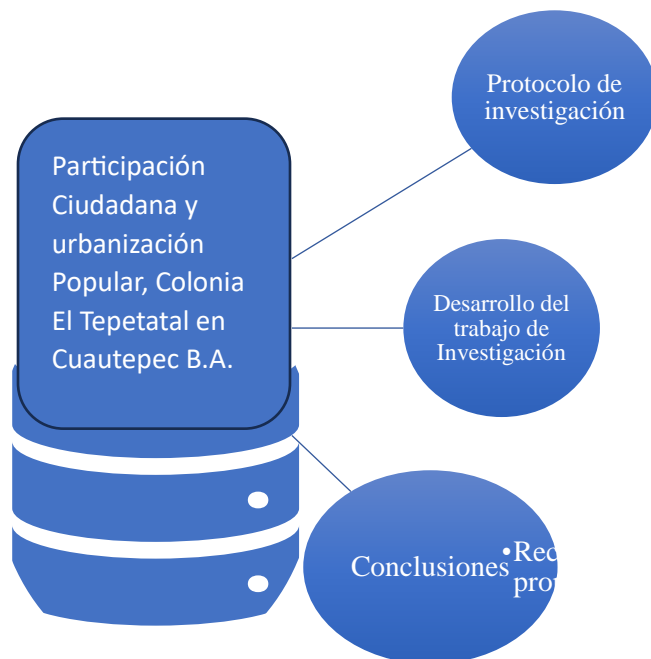 Participación
Ciudadana y
urbanización
Popular, Colonia
El Tepetatal en
Cuautepec B.A.
Protocolo de
investigación
Desarrollo del
trabajo de
Investigación
Conclusiones